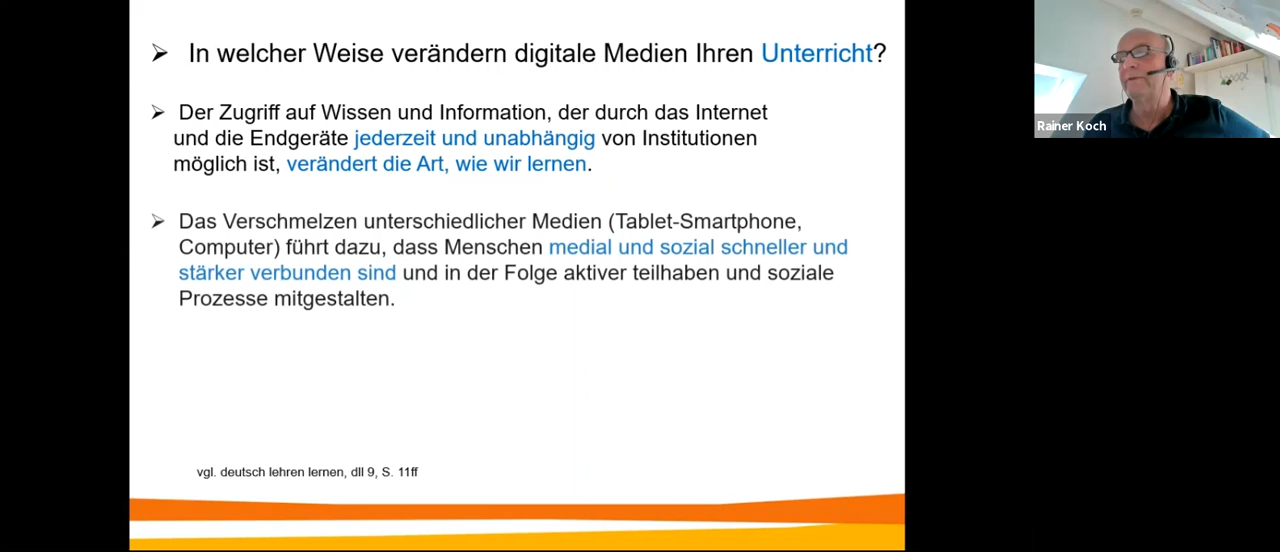 In welcher Weise verändern digitale Medien Ihren Unterricht?
Der Zugriff auf Wissen und Information, der durch das Internet
und die Endgeräte jederzeit und unabhängig von Institutionen
möglich ist, verändert die Art, wie wir lernen.
Das Verschmelzen unterschiedlicher Medien (Tablet-Smartphone,
Computer) führt dazu, dass Menschen medial und sozial schneller und
stärker verbunden sind und in der Folge aktiver teilhaben und soziale
Prozesse mitgestalten.
vgl. deutsch lehren lernen, dll 9, S. 11ff
Rainer Koch